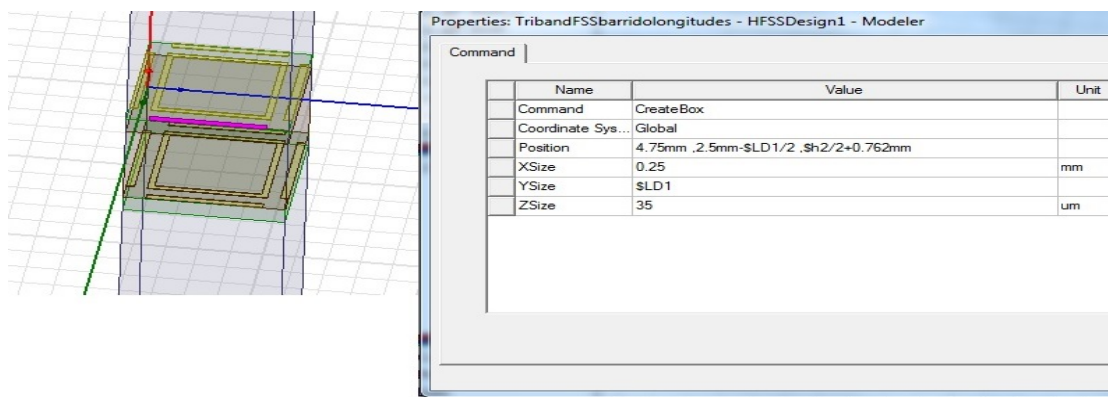 Properties: TribandFSSbarridolongitudes - HFSSDesign1 - Modeler
Command
Name Value Unit
Command CreateBox
Coordinate Sys... Global
Position 4.75mm ,2.5mm-$LD1/2 ,$h2/2+0.762mm
XSize 0.25 mm
YSize $LD1
ZSize 35 um